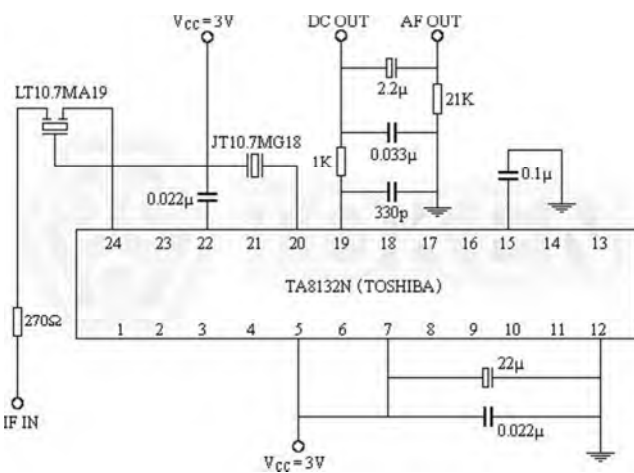 VCC=3V
DC OUT
AF OUT
LT10.7MA19
2.2μ
21K
JT10.7MG18
0.033μ
1K
0.1μ
0.022μ
330p
24 23 22 21 20 19 18 17 16 15 14 13
TA8132N (TOSHIBA)
270Ω
1 2 3 4 5 6 7 8 9 10 11 12
22μ
IF IN
0.022μ
VCC=3V